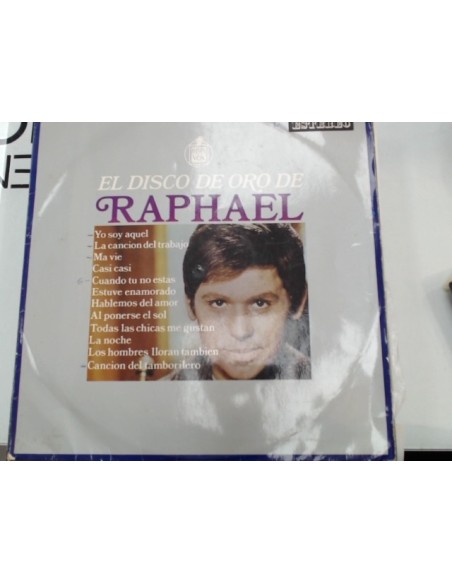 ESTEREO
EL DISCO DE ORO DE
RAPHAEL
Yo soy aquel
La cancion del trabajo
Ma vie
Casi casi
Cuando tu no estas
Estuve enamorado
Hablemos del amor
Al ponerse el sol
Todas las chicas me gustan
La noche
Los hombres lloran tambien
Cancion del tamborilero